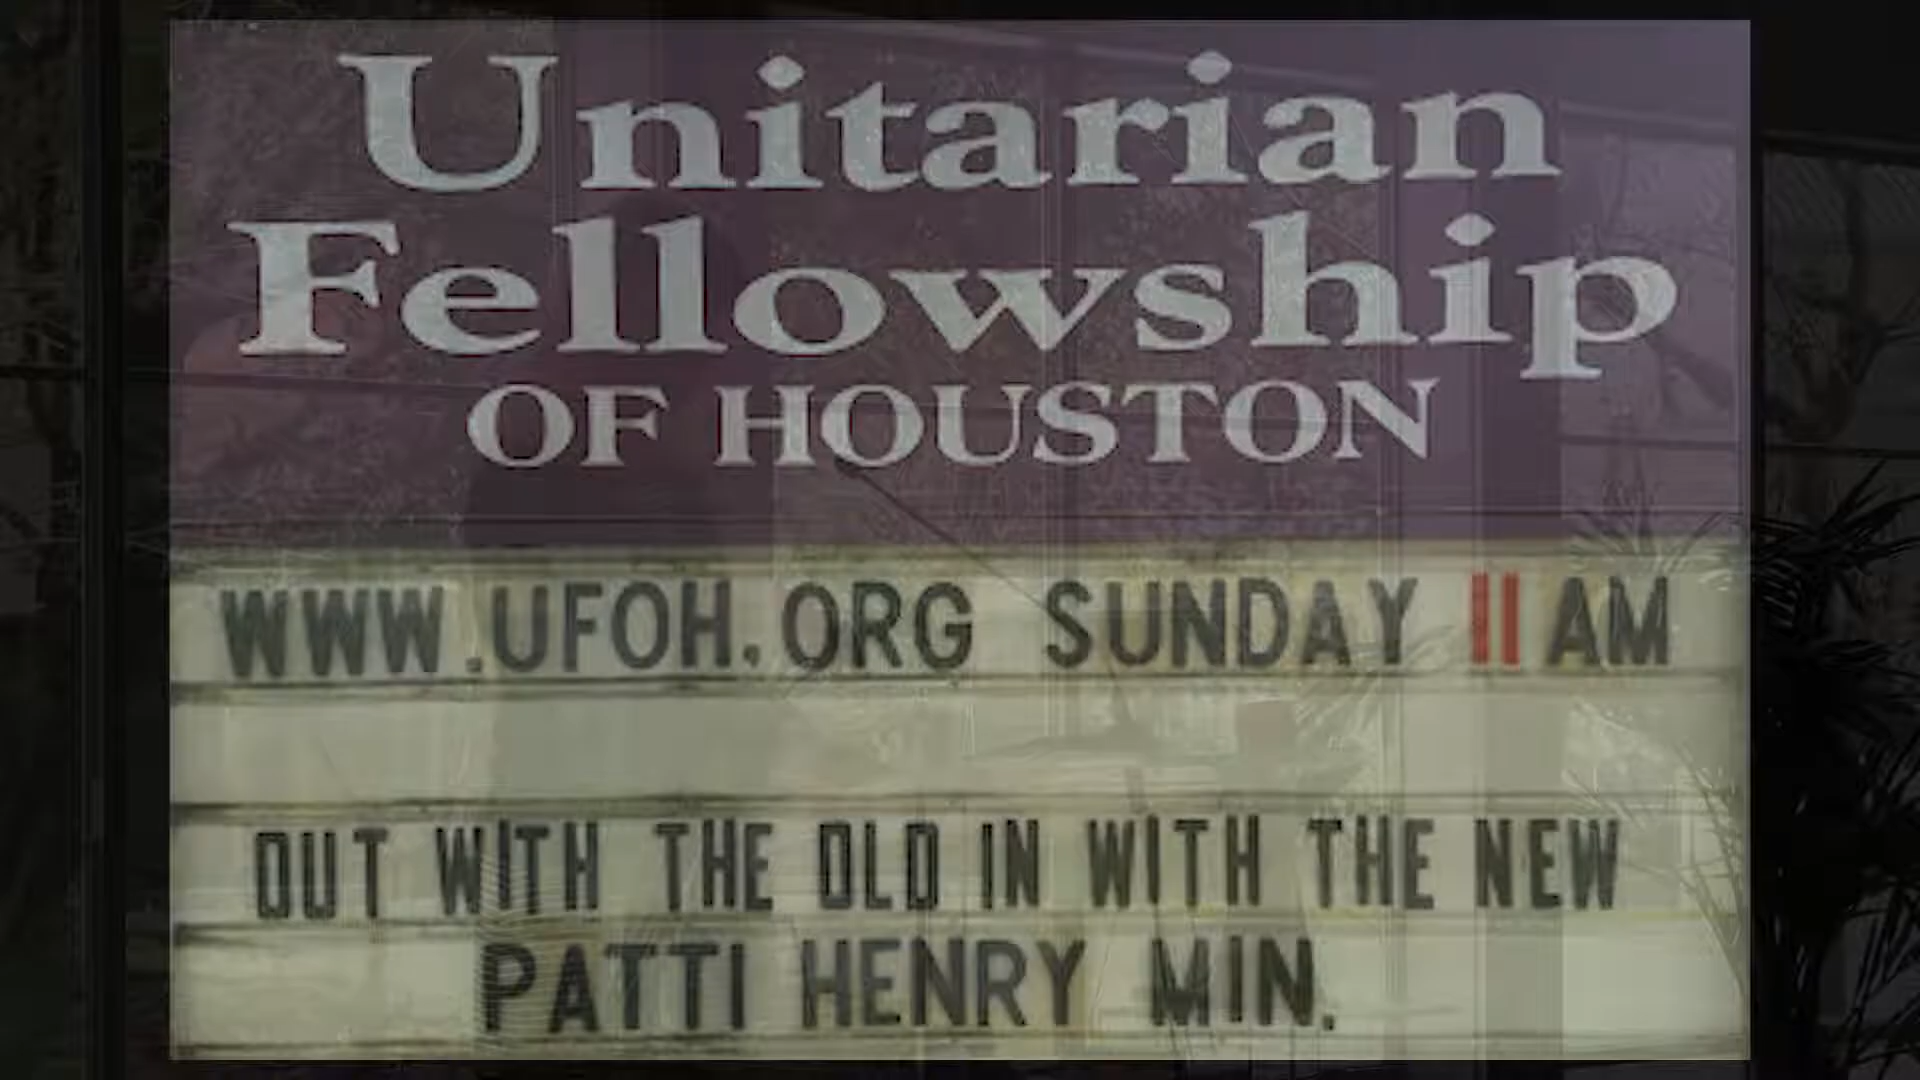 Unitarian
Fellowship
OF HOUSTON
WWW.UFOH.ORG SUNDAY 11 AM
OUT WITH THE OLD IN WITH THE NEW
PATTI HENRY MIN.